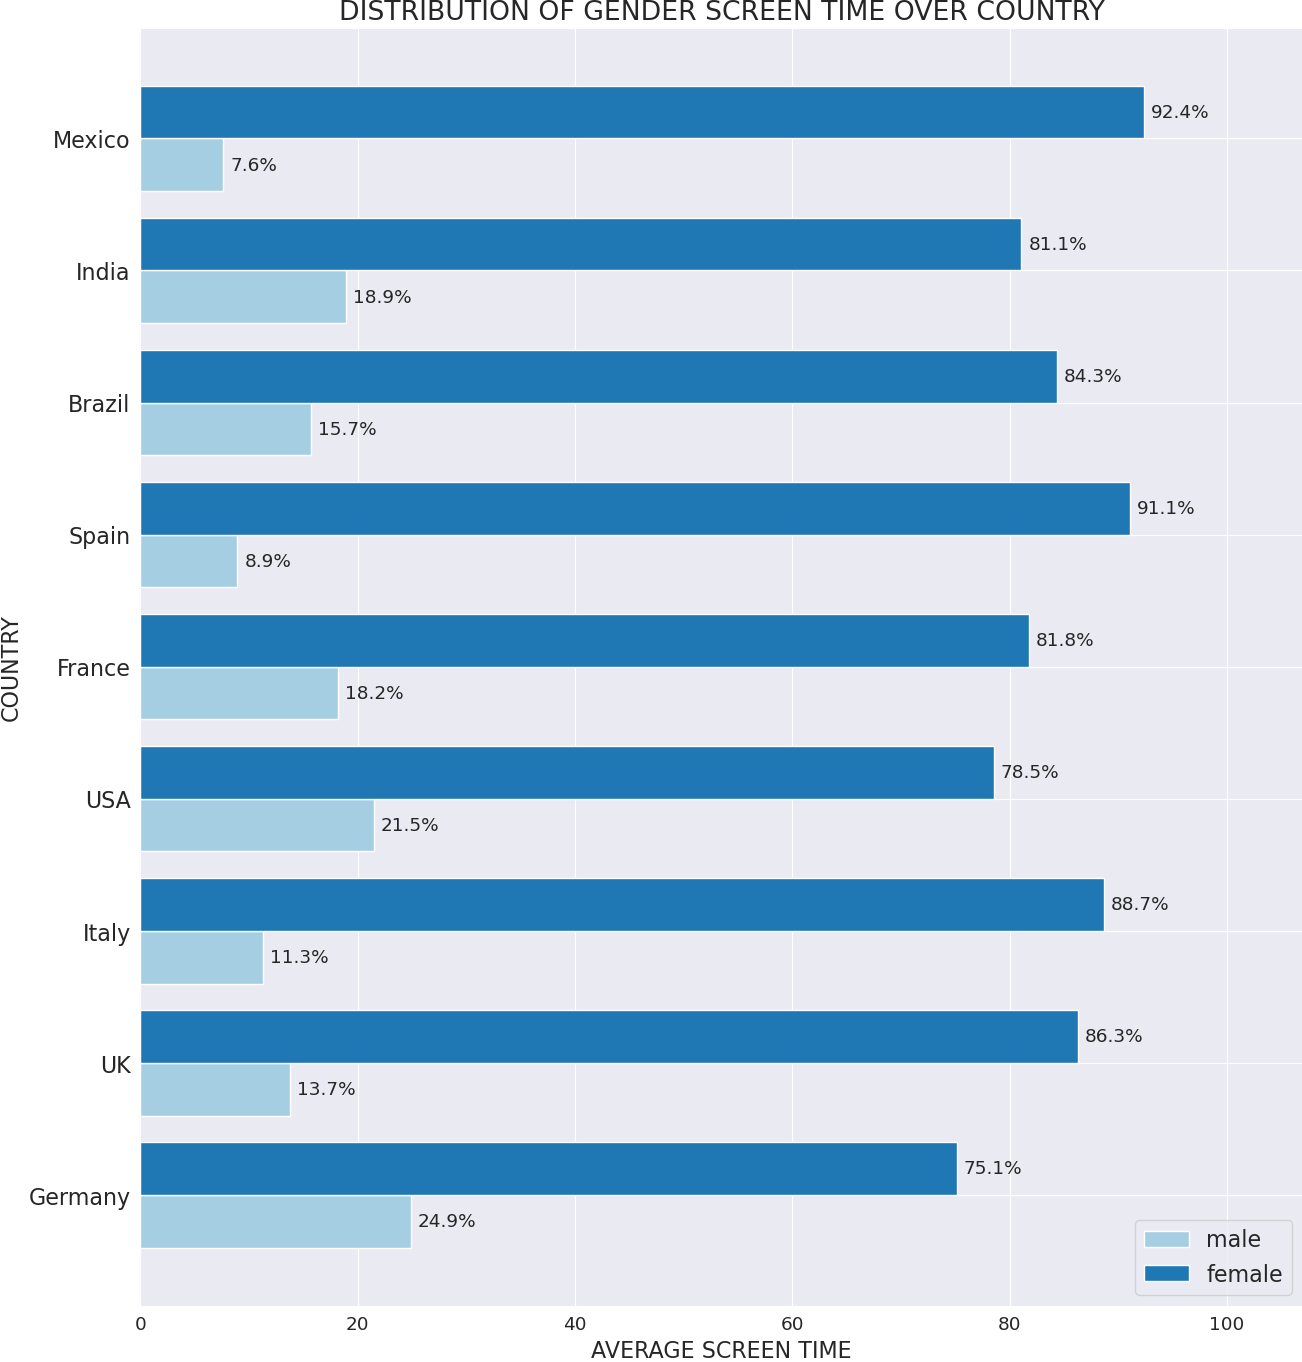 DISTRIBUTION OF GENDER SCREEN TIME OVER COUNTRY
COUNTRY
Mexico
92.4%
7.6%
India
81.1%
18.9%
Brazil
84.3%
15.7%
Spain
91.1%
8.9%
France
81.8%
18.2%
USA
78.5%
21.5%
Italy
88.7%
11.3%
UK
86.3%
13.7%
Germany
75.1%
24.9%
male
female
0 20 40 60 80 100
AVERAGE SCREEN TIME